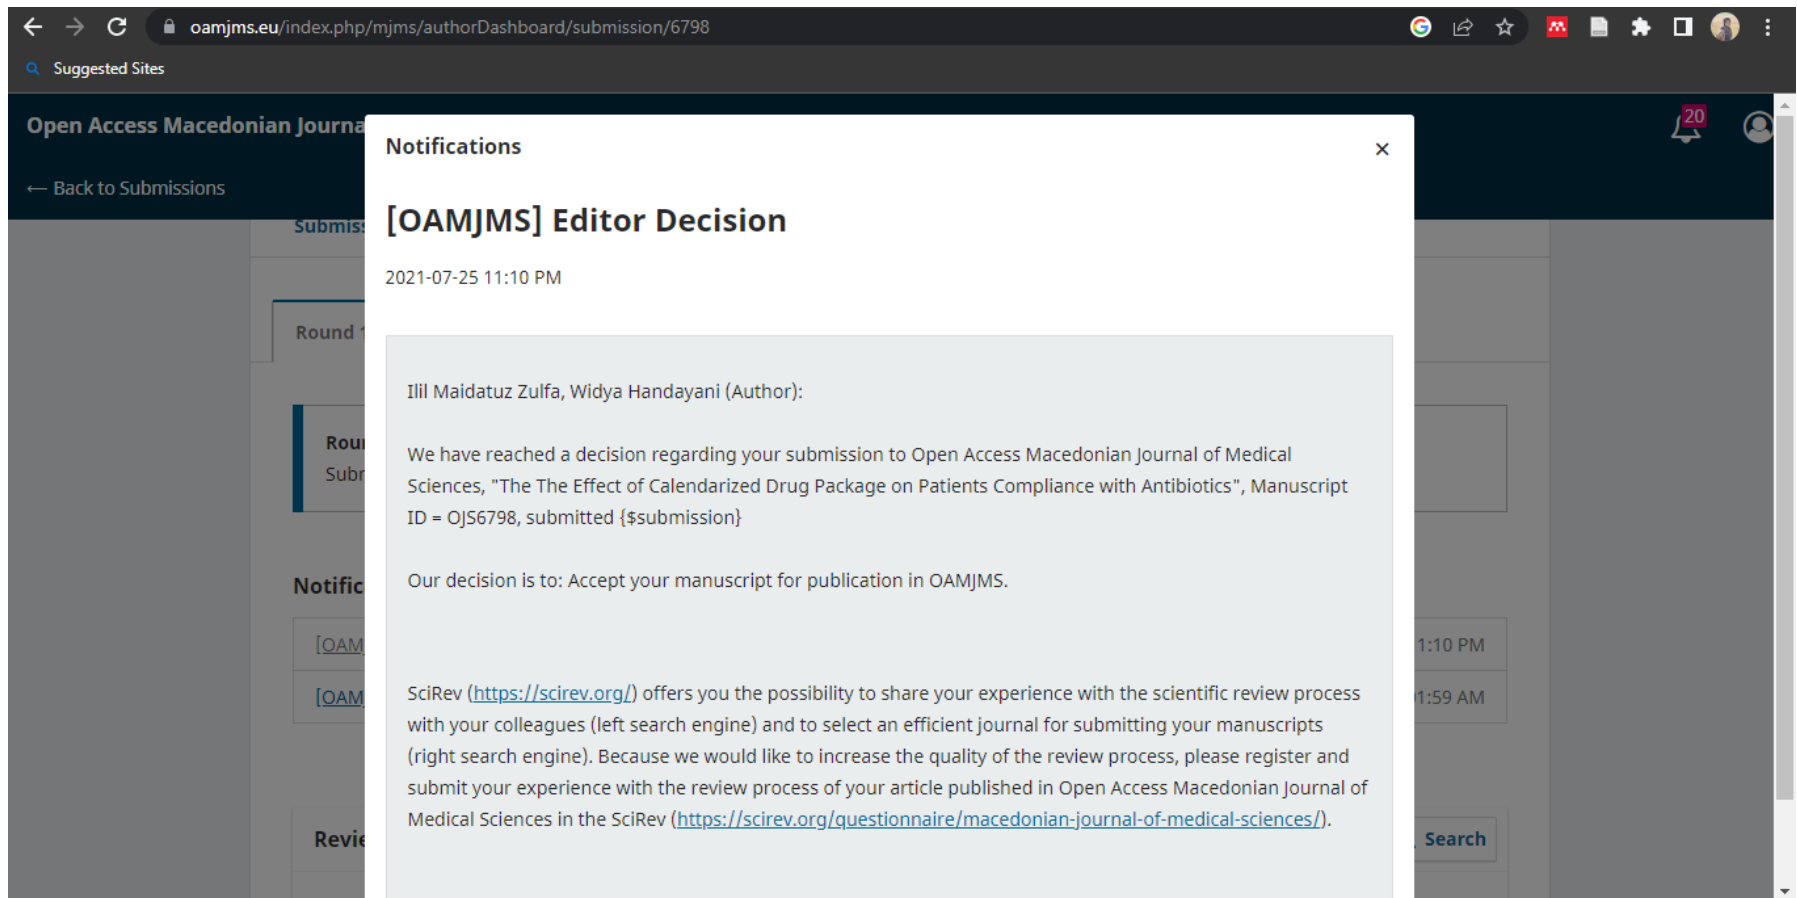 oamjms.eu/index.php/mjms/authorDashboard/submission/6798
Suggested Sites
Open Access Macedonian Journa
20
← Back to Submissions
Submiss
Round 1
Roun
Subr
Notific
[OAM
1:10 PM
[OAM
1:59 AM
Revie
Search
Notifications
×
[OAMJMS] Editor Decision
2021-07-25 11:10 PM
Ilil Maidatuz Zulfa, Widya Handayani (Author):
We have reached a decision regarding your submission to Open Access Macedonian Journal of Medical
Sciences, "The The Effect of Calendarized Drug Package on Patients Compliance with Antibiotics", Manuscript
ID = OJS6798, submitted {$submission}
Our decision is to: Accept your manuscript for publication in OAMJMS.
SciRev (https://scirev.org/) offers you the possibility to share your experience with the scientific review process
with your colleagues (left search engine) and to select an efficient journal for submitting your manuscripts
(right search engine). Because we would like to increase the quality of the review process, please register and
submit your experience with the review process of your article published in Open Access Macedonian Journal of
Medical Sciences in the SciRev (https://scirev.org/questionnaire/macedonian-journal-of-medical-sciences/).